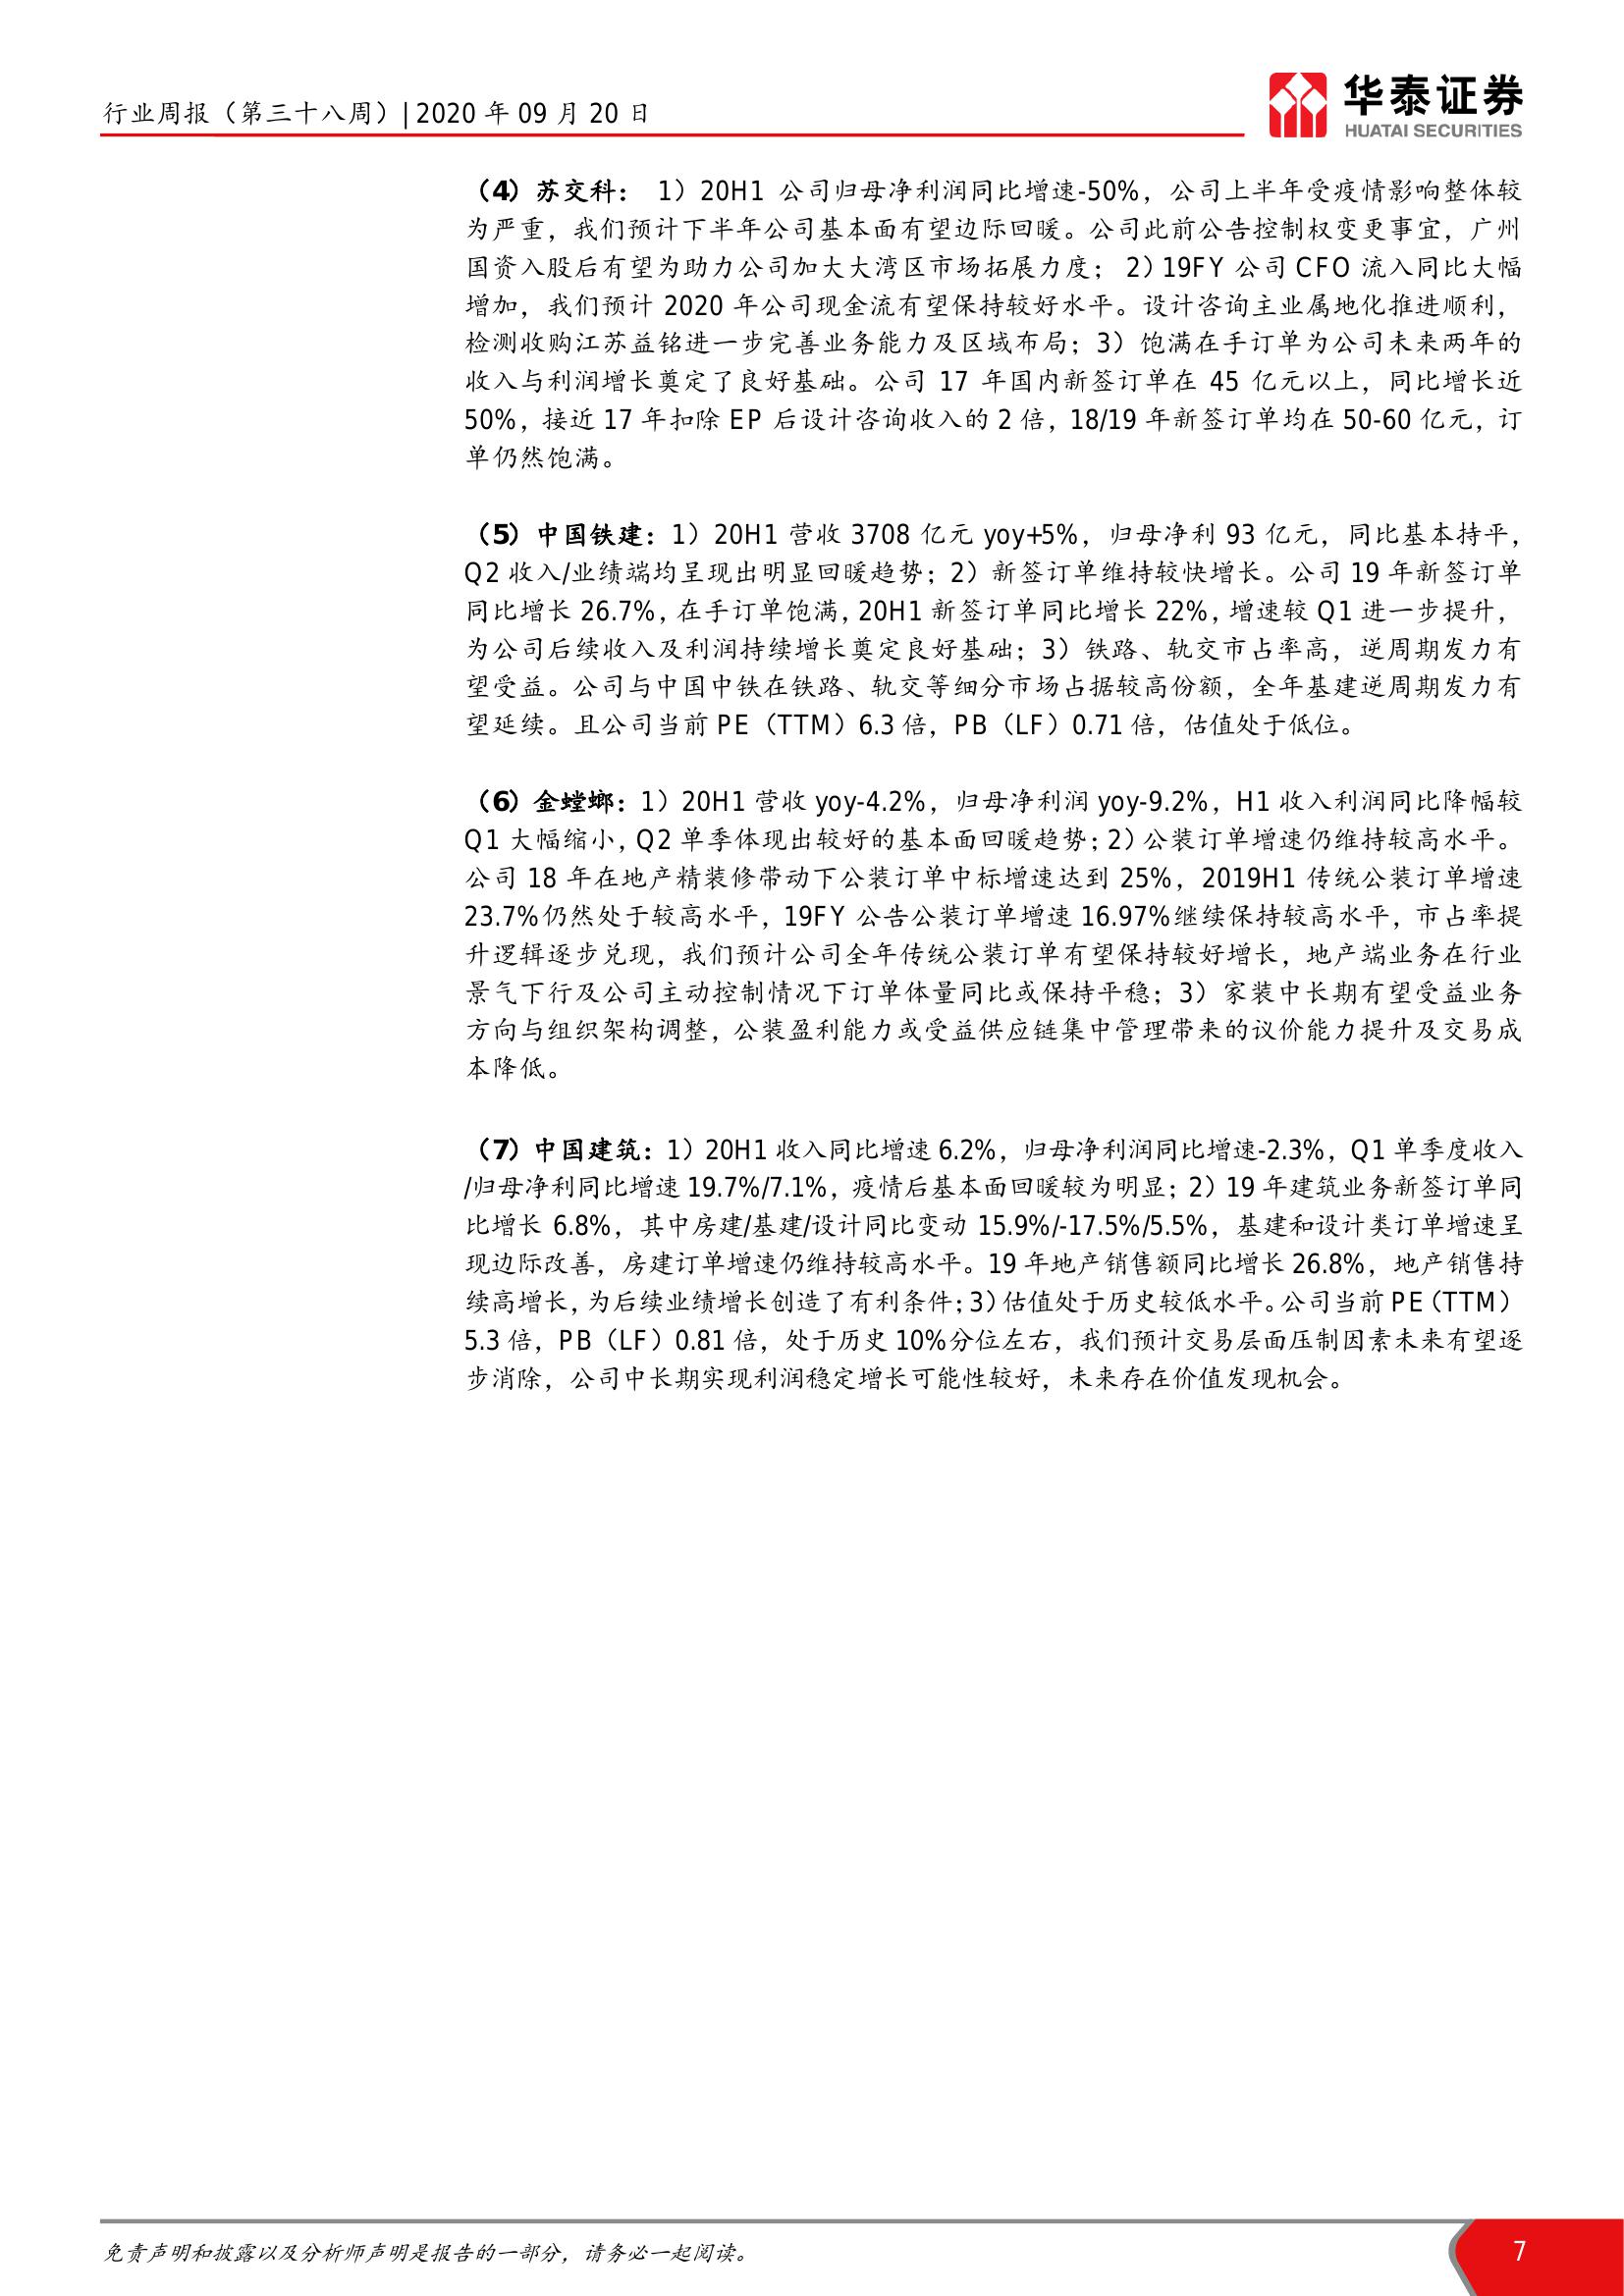 行业周报（第三十八周）| 2020 年 09 月 20 日
华泰证券
HUATAI SECURITIES
（4）苏交科： 1）20H1 公司归母净利润同比增速-50%，公司上半年受疫情影响整体较
为严重，我们预计下半年公司基本面有望边际回暖。公司此前公告控制权变更事宜，广州
国资入股后有望为助力公司加大大湾区市场拓展力度； 2）19FY 公司 CFO 流入同比大幅
增加，我们预计 2020 年公司现金流有望保持较好水平。设计咨询主业属地化推进顺利，
检测收购江苏益铭进一步完善业务能力及区域布局；3）饱满在手订单为公司未来两年的
收入与利润增长奠定了良好基础。公司 17 年国内新签订单在 45 亿元以上，同比增长近
50%，接近 17 年扣除 EP 后设计咨询收入的 2 倍，18/19 年新签订单均在 50-60 亿元，订
单仍然饱满。
（5）中国铁建：1）20H1 营收 3708 亿元 yoy+5%，归母净利 93 亿元，同比基本持平，
Q2 收入/业绩端均呈现出明显回暖趋势；2）新签订单维持较快增长。公司 19 年新签订单
同比增长 26.7%，在手订单饱满，20H1 新签订单同比增长 22%，增速较 Q1 进一步提升，
为公司后续收入及利润持续增长奠定良好基础；3）铁路、轨交市占率高，逆周期发力有
望受益。公司与中国中铁在铁路、轨交等细分市场占据较高份额，全年基建逆周期发力有
望延续。且公司当前 PE（TTM）6.3 倍，PB（LF）0.71 倍，估值处于低位。
（6）金螳螂：1）20H1 营收 yoy-4.2%，归母净利润 yoy-9.2%，H1 收入利润同比降幅较
Q1 大幅缩小，Q2 单季体现出较好的基本面回暖趋势；2）公装订单增速仍维持较高水平。
公司 18 年在地产精装修带动下公装订单中标增速达到 25%，2019H1 传统公装订单增速
23.7%仍然处于较高水平，19FY 公告公装订单增速 16.97%继续保持较高水平，市占率提
升逻辑逐步兑现，我们预计公司全年传统公装订单有望保持较好增长，地产端业务在行业
景气下行及公司主动控制情况下订单体量同比或保持平稳；3）家装中长期有望受益业务
方向与组织架构调整，公装盈利能力或受益供应链集中管理带来的议价能力提升及交易成
本降低。
（7）中国建筑：1）20H1 收入同比增速 6.2%，归母净利润同比增速-2.3%，Q1 单季度收入
/归母净利同比增速 19.7%/7.1%，疫情后基本面回暖较为明显；2）19 年建筑业务新签订单同
比增长 6.8%，其中房建/基建/设计同比变动 15.9%/-17.5%/5.5%，基建和设计类订单增速呈
现边际改善，房建订单增速仍维持较高水平。19 年地产销售额同比增长 26.8%，地产销售持
续高增长，为后续业绩增长创造了有利条件；3）估值处于历史较低水平。公司当前 PE（TTM）
5.3 倍，PB（LF）0.81 倍，处于历史 10%分位左右，我们预计交易层面压制因素未来有望逐
步消除，公司中长期实现利润稳定增长可能性较好，未来存在价值发现机会。
免责声明和披露以及分析师声明是报告的一部分，请务必一起阅读。
7